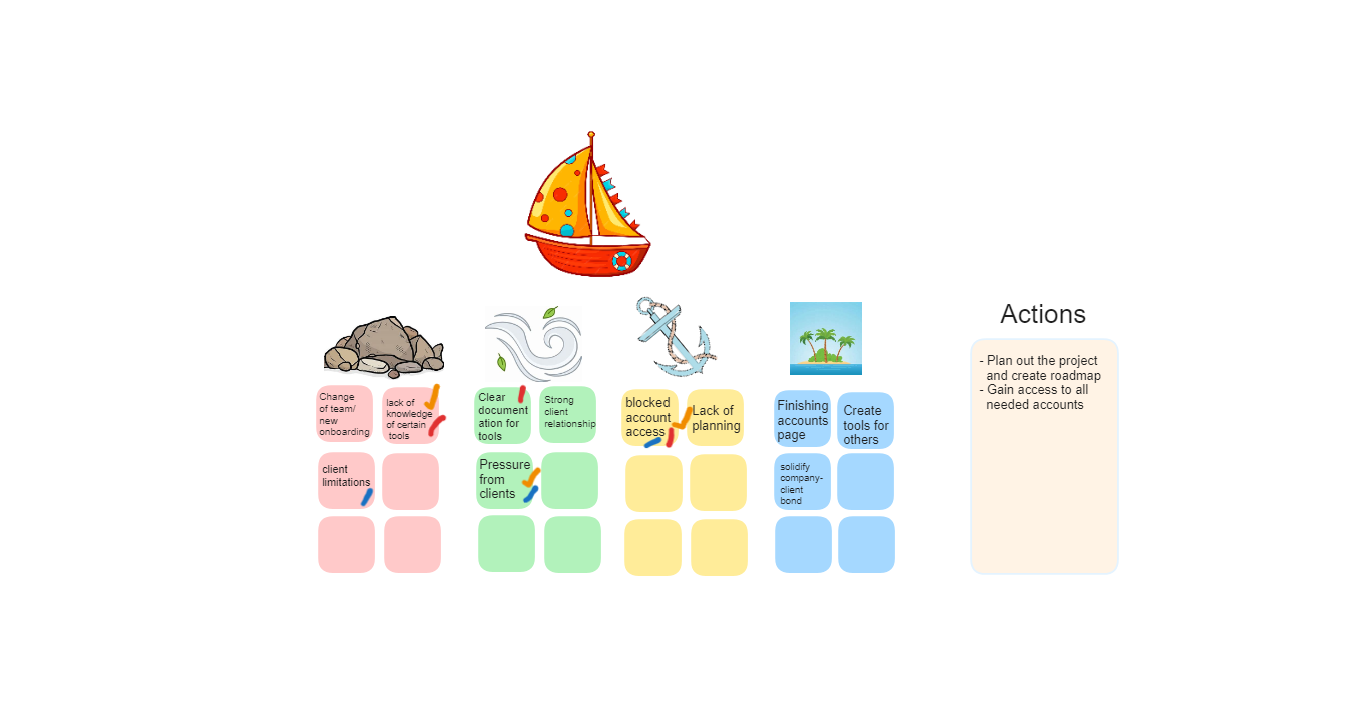 Actions
Change
of team/
new
onboarding
lack of
knowledge
of certain
tools
client
limitations
Clear
document
ation for
tools
Strong
client
relationship
Pressure
from
clients
blocked
account
access
Lack of
planning
Finishing
accounts
page
Create
tools for
others
solidify
company-
client
bond
- Plan out the project
and create roadmap
- Gain access to all
needed accounts